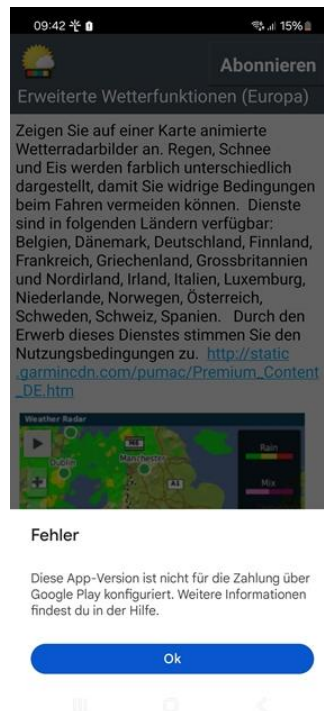 09:42
15%
Abonnieren
Erweiterte Wetterfunktionen (Europa)
Zeigen Sie auf einer Karte animierte
Wetterradarbilder an. Regen, Schnee
und Eis werden farblich unterschiedlich
dargestellt, damit Sie widrige Bedingungen
beim Fahren vermeiden können. Dienste
sind in folgenden Ländern verfügbar:
Belgien, Dänemark, Deutschland, Finnland,
Frankreich, Griechenland, Grossbritannien
und Nordirland, Irland, Italien, Luxemburg,
Niederlande, Norwegen, Österreich,
Schweden, Schweiz, Spanien. Durch den
Erwerb dieses Dienstes stimmen Sie den
Nutzungsbedingungen zu. http://static
.garmincdn.com/pumac/Premium_Content
_DE.htm
Weather Radar
Dublin
Manchester
M6
A1
Rain
Mix
Fehler
Diese App-Version ist nicht für die Zahlung über
Google Play konfiguriert. Weitere Informationen
findest du in der Hilfe.
Ok